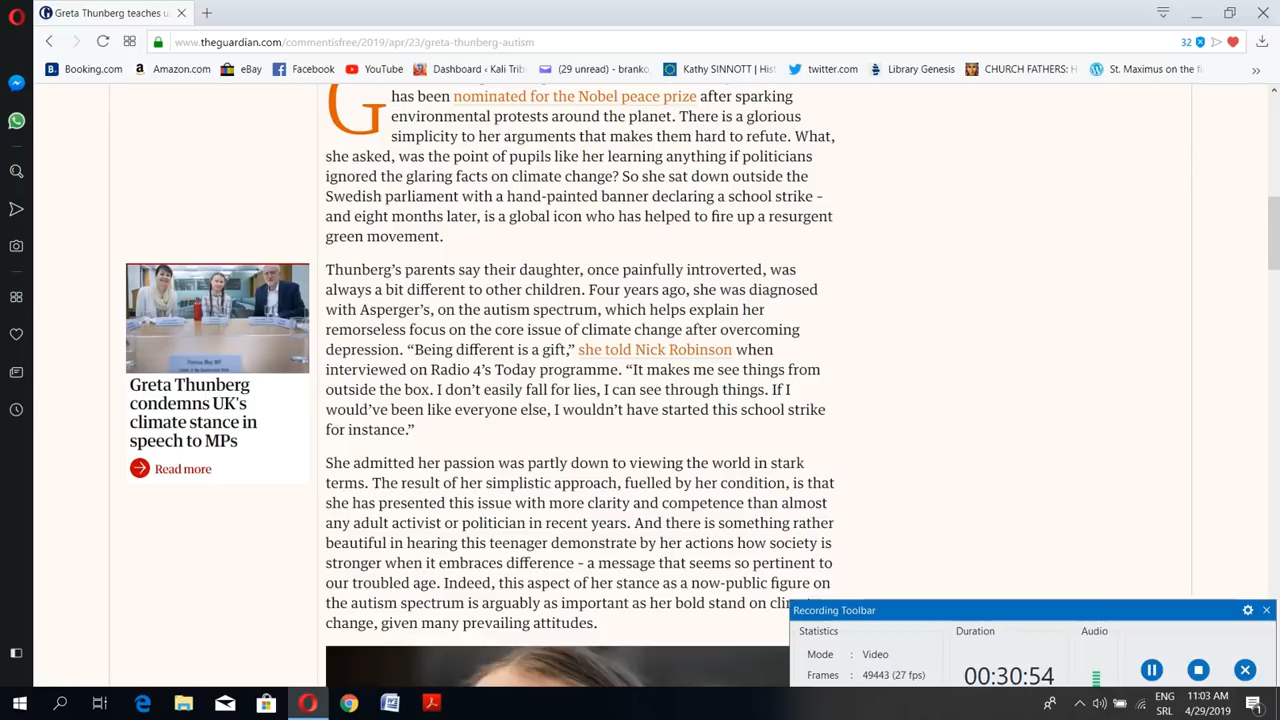 Greta Thunberg teaches u
www.theguardian.com/commentisfree/2019/apr/23/greta-thunberg-autism
32
Booking.com
Amazon.com
eBay
Facebook
YouTube
Dashboard ‹ Kali Trib
(29 unread) - branko_
Kathy SINNOTT | Hist
twitter.com
Library Genesis
CHURCH FATHERS: H
St. Maximus on the f
has been nominated for the Nobel peace prize after sparking
environmental protests around the planet. There is a glorious
simplicity to her arguments that makes them hard to refute. What,
she asked, was the point of pupils like her learning anything if politicians
ignored the glaring facts on climate change? So she sat down outside the
Swedish parliament with a hand-painted banner declaring a school strike –
and eight months later, is a global icon who has helped to fire up a resurgent
green movement.
Thunberg’s parents say their daughter, once painfully introverted, was
always a bit different to other children. Four years ago, she was diagnosed
with Asperger’s, on the autism spectrum, which helps explain her
remorseless focus on the core issue of climate change after overcoming
depression. “Being different is a gift,” she told Nick Robinson when
interviewed on Radio 4’s Today programme. “It makes me see things from
outside the box. I don’t easily fall for lies, I can see through things. If I
would’ve been like everyone else, I wouldn’t have started this school strike
for instance.”
Greta Thunberg
condemns UK's
climate stance in
speech to MPs
Read more
She admitted her passion was partly down to viewing the world in stark
terms. The result of her simplistic approach, fuelled by her condition, is that
she has presented this issue with more clarity and competence than almost
any adult activist or politician in recent years. And there is something rather
beautiful in hearing this teenager demonstrate by her actions how society is
stronger when it embraces difference – a message that seems so pertinent to
our troubled age. Indeed, this aspect of her stance as a now-public figure on
the autism spectrum is arguably as important as her bold stand on
change, given many prevailing attitudes.
Recording Toolbar
Statistics
Mode : Video
Frames : 49443 (27 fps)
Duration
00:30:54
Audio
ENG
SRL
11:03 AM
4/29/2019